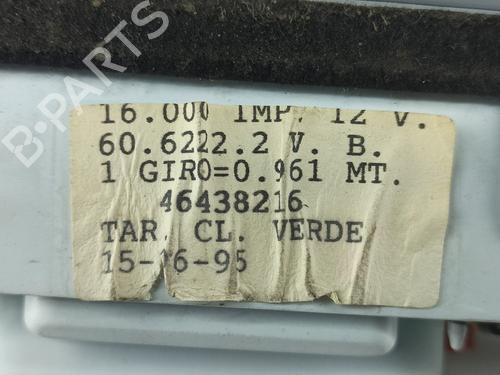 16.000 IMP. 12 V.
60.6222.2 V. B.
1 GIRO=0.961 MT.
46438216
TAR. CL. VERDE
15-16-95
B-PARTS